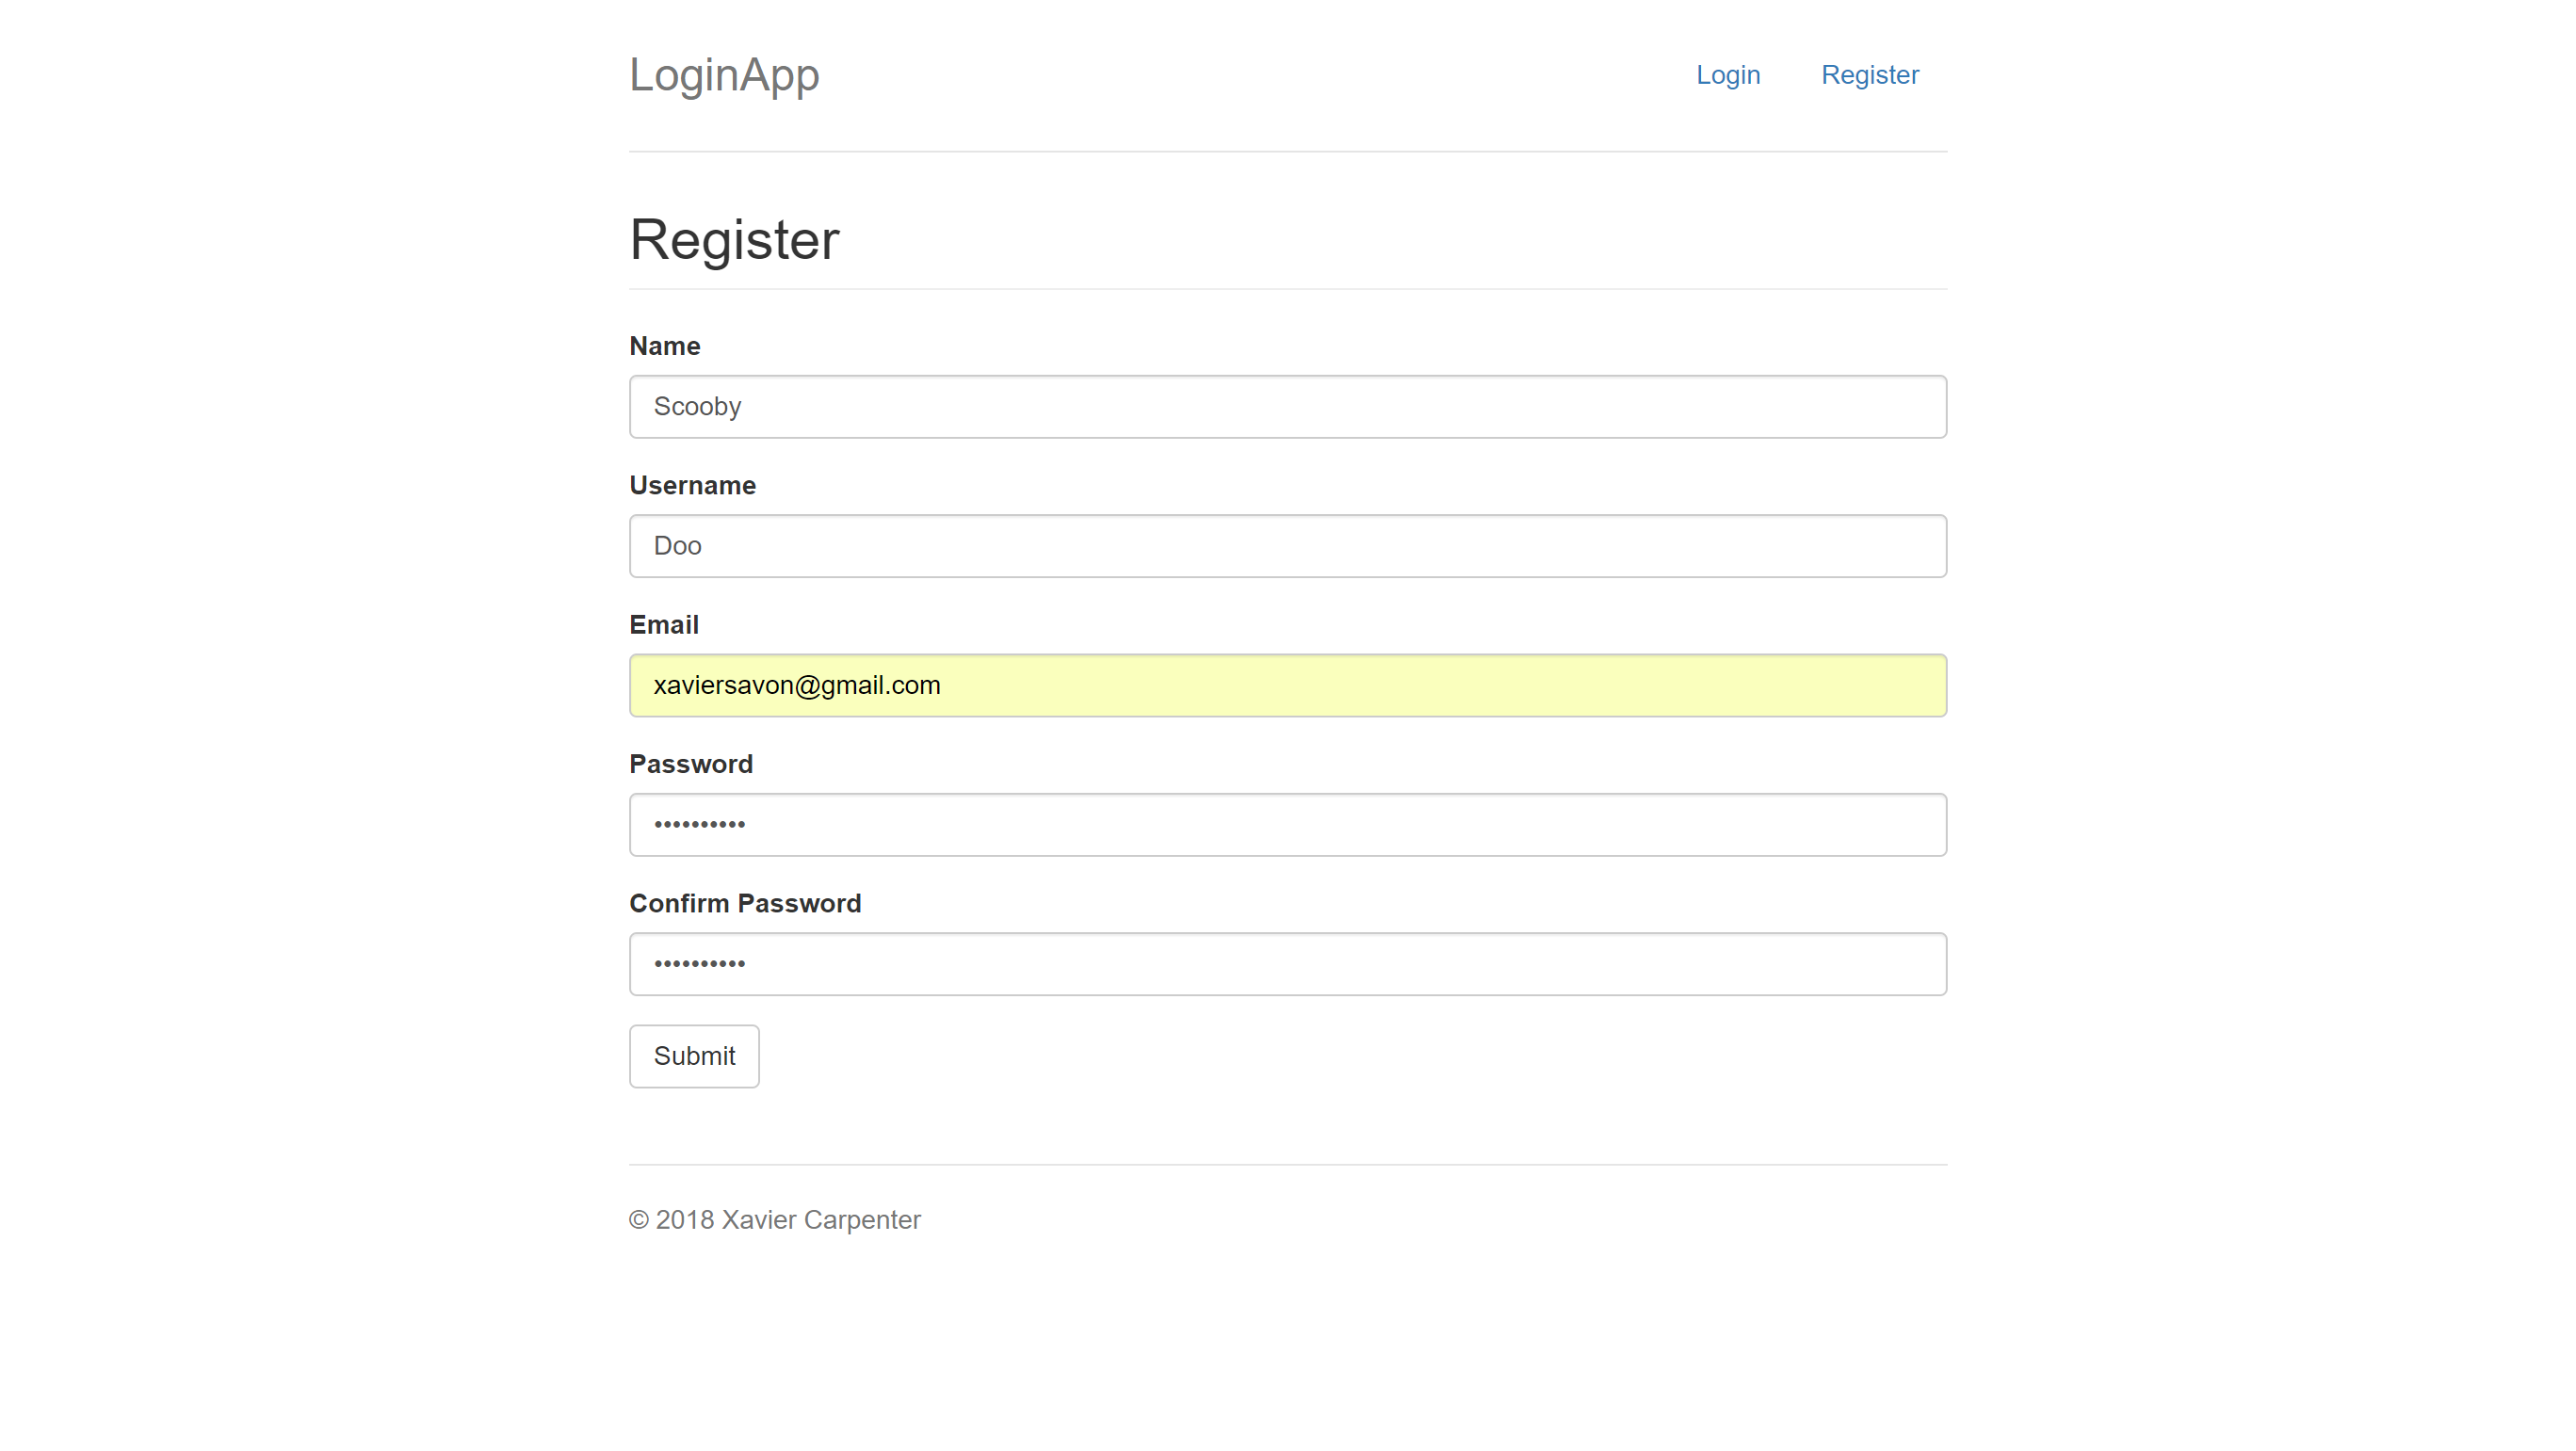 LoginApp Login Register
Register
Name
Scooby
Username
Doo
Email
xaviersavon@gmail.com
Password
••••••••••
Confirm Password
••••••••••
Submit
© 2018 Xavier Carpenter